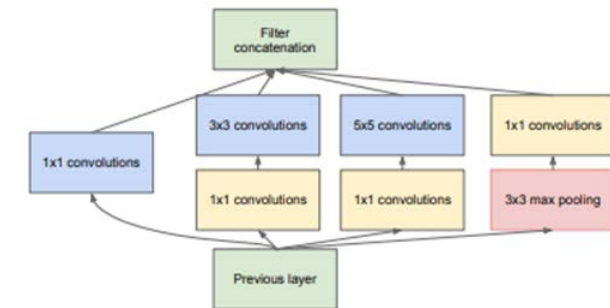 Filter
concatenation
3x3 convolutions
5x5 convolutions
1x1 convolutions
1x1 convolutions
1x1 convolutions
1x1 convolutions
3x3 max pooling
Previous layer